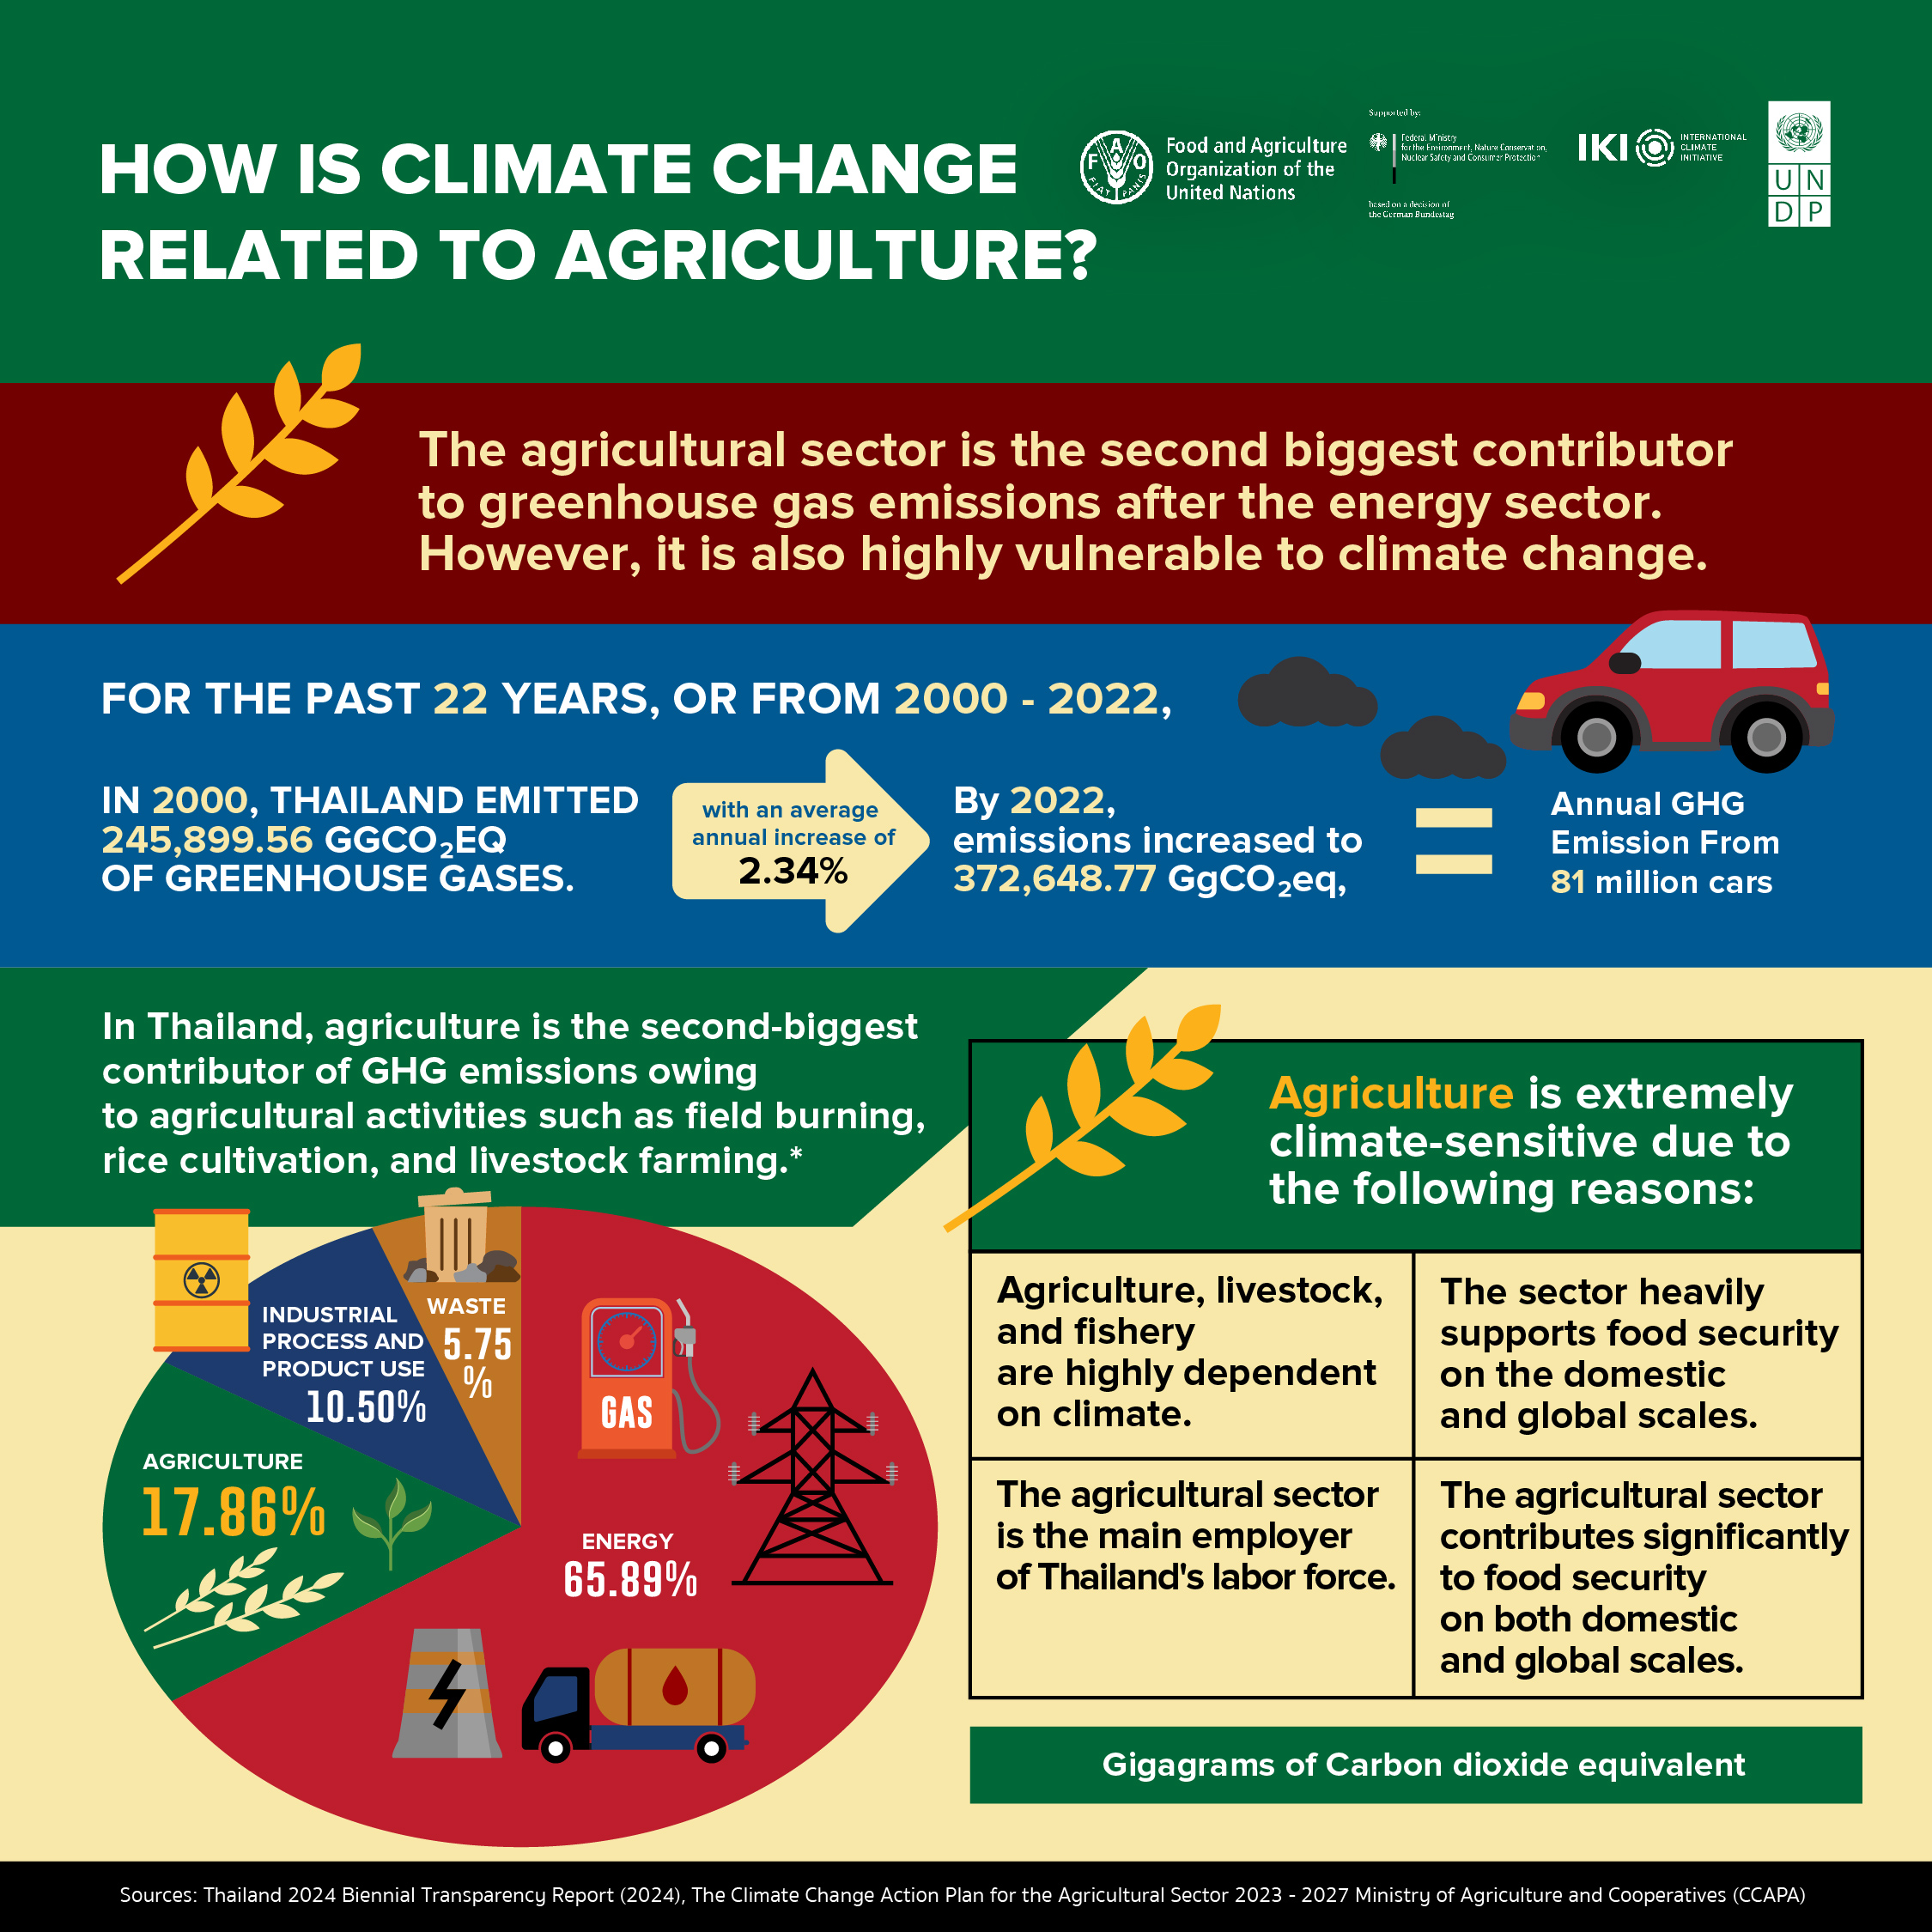 HOW IS CLIMATE CHANGE
RELATED TO AGRICULTURE?
FAO
FIAT PANIS
Food and Agriculture
Organization of the
United Nations
Supported by:
Federal Ministry
for the Environment, Nature Conservation,
Nuclear Safety and Consumer Protection
based on a decision of
the German Bundestag
IKI
INTERNATIONAL
CLIMATE
INITIATIVE
UN
DP
The agricultural sector is the second biggest contributor
to greenhouse gas emissions after the energy sector.
However, it is also highly vulnerable to climate change.
FOR THE PAST 22 YEARS, OR FROM 2000 - 2022,
IN 2000, THAILAND EMITTED
245,899.56 GGCO₂EQ
OF GREENHOUSE GASES.
with an average
annual increase of
2.34%
By 2022,
emissions increased to
372,648.77 GgCO₂eq,
=
Annual GHG
Emission From
81 million cars
In Thailand, agriculture is the second-biggest
contributor of GHG emissions owing
to agricultural activities such as field burning,
rice cultivation, and livestock farming.*
INDUSTRIAL
PROCESS AND
PRODUCT USE
10.50%
WASTE
5.75
%
GAS
AGRICULTURE
17.86%
ENERGY
65.89%
Agriculture is extremely
climate-sensitive due to
the following reasons:
Agriculture, livestock,
and fishery
are highly dependent
on climate.
The sector heavily
supports food security
on the domestic
and global scales.
The agricultural sector
is the main employer
of Thailand's labor force.
The agricultural sector
contributes significantly
to food security
on both domestic
and global scales.
Gigagrams of Carbon dioxide equivalent
Sources: Thailand 2024 Biennial Transparency Report (2024), The Climate Change Action Plan for the Agricultural Sector 2023 - 2027 Ministry of Agriculture and Cooperatives (CCAPA)